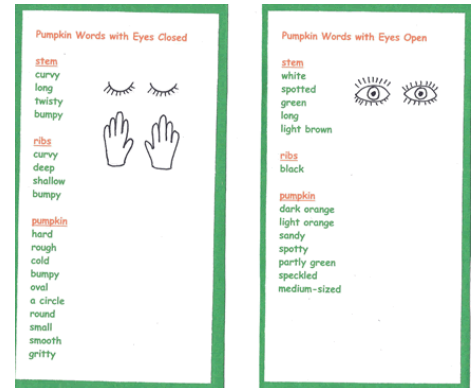 Pumpkin Words with Eyes Closed
stem
curvy
long
twisty
bumpy
ribs
curvy
deep
shallow
bumpy
pumpkin
hard
rough
cold
bumpy
oval
a circle
round
small
smooth
gritty
Pumpkin Words with Eyes Open
stem
white
spotted
green
long
light brown
ribs
black
pumpkin
dark orange
light orange
sandy
spotty
partly green
speckled
medium-sized